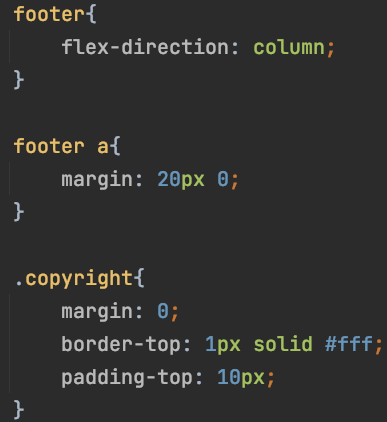 footer{
    flex-direction: column;
}
footer a{
    margin: 20px 0;
}
.copyright{
    margin: 0;
    border-top: 1px solid #fff;
    padding-top: 10px;
}